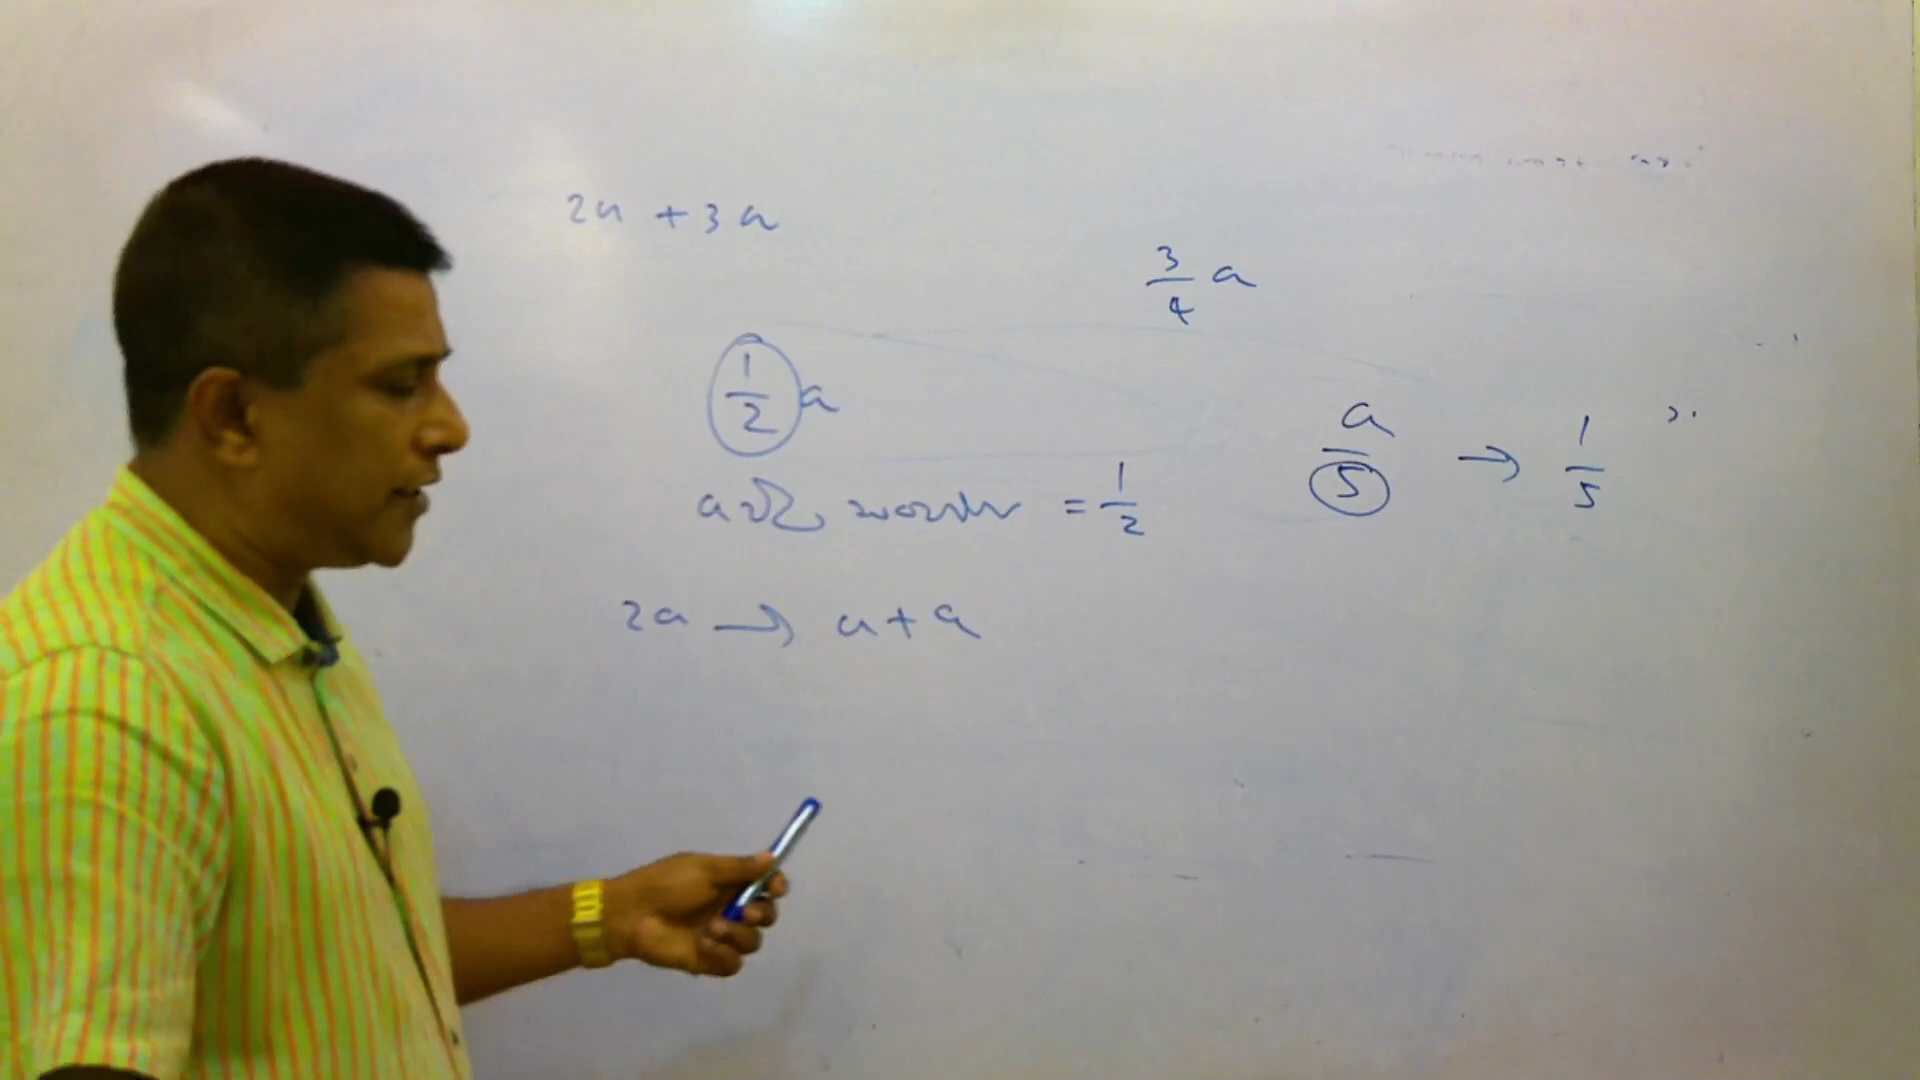 2a + 3a
3/4 a
1/2 a
= 1/2
a/5 → 1/5
2a → a + a